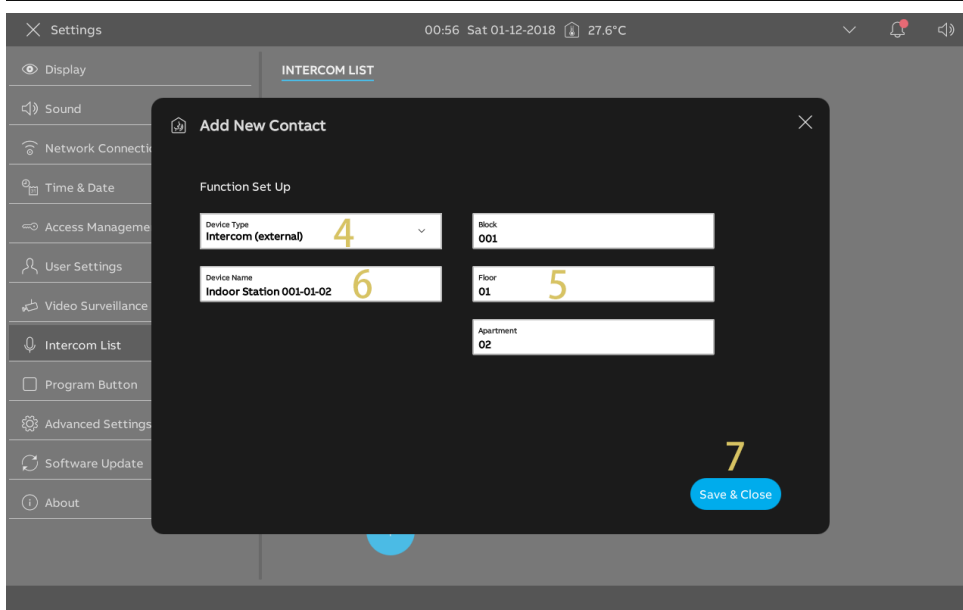 Settings
00:56 Sat 01-12-2018 27.6°C
Display
INTERCOM LIST
Sound
Add New Contact
Network Connectio
Time & Date
Function Set Up
Access Manageme
Device Type
Intercom (external)
4
Block
001
User Settings
Device Name
Indoor Station 001-01-02
6
Floor
01
5
Video Surveillance
Apartment
02
Intercom List
Program Button
Advanced Settings
7
Software Update
Save & Close
About